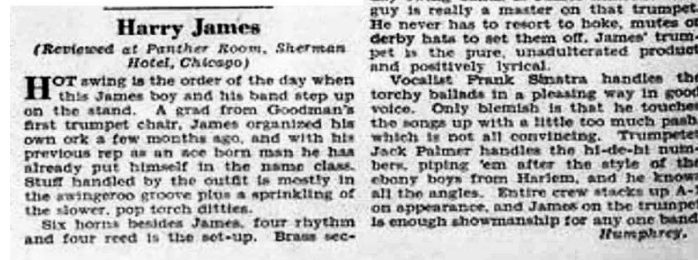 Harry James
(Reviewed at Panther Room, Sherman
Hotel, Chicago)
HOT swing is the order of the day when
this James boy and his band step up
on the stand. A grad from Goodman's
first trumpet chair, James organized his
own ork a few months ago, and with his
previous rep as an ace horn man he has
already put himself in the name class.
Stuff handled by the outfit is mostly in
the swingeroo groove plus a sprinkling of
the slower, pop torch ditties.
Six horns besides James, four rhythm
and four reed is the set-up. Brass sec-
guy is really a master on that trumpet.
He never has to resort to hoke, mutes o
derby hats to set them off. James' trum-
pet is the pure, unadulterated product
and positively lyrical.
Vocalist Frank Sinatra handles the
torchy ballads in a pleasing way in good
voice. Only blemish is that he touches
the songs up with a little too much pash,
which is not all convincing. Trumpeter
Jack Palmer handles the hi-de-hi num-
bers, piping 'em after the style of the
ebony boys from Harlem, and he knows
all the angles. Entire crew stacks up A-
on appearance, and James on the trumpet
is enough showmanship for any one band
Humphrey.